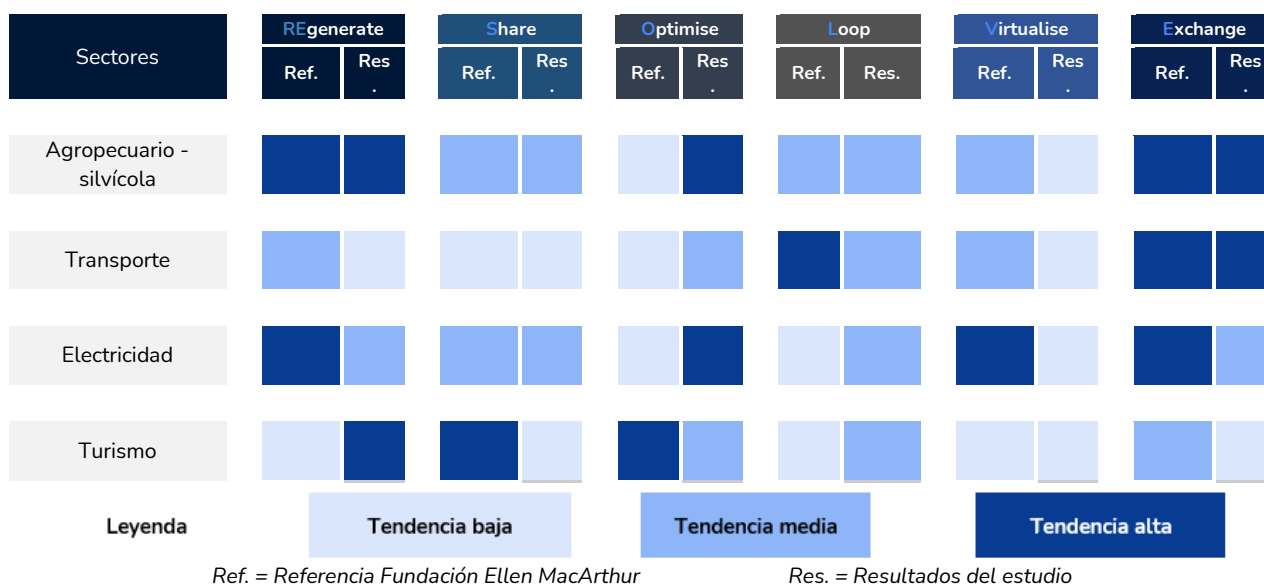 Sectores
REgenerate
Share
Optimise
Loop
Virtualise
Exchange
Ref.
Res
.
Ref.
Res
.
Ref.
Res
.
Ref.
Res.
Ref.
Res
.
Ref.
Res
.
Agropecuario -
silvícola
Transporte
Electricidad
Turismo
Leyenda
Tendencia baja
Tendencia media
Tendencia alta
Ref. = Referencia Fundación Ellen MacArthur
Res. = Resultados del estudio